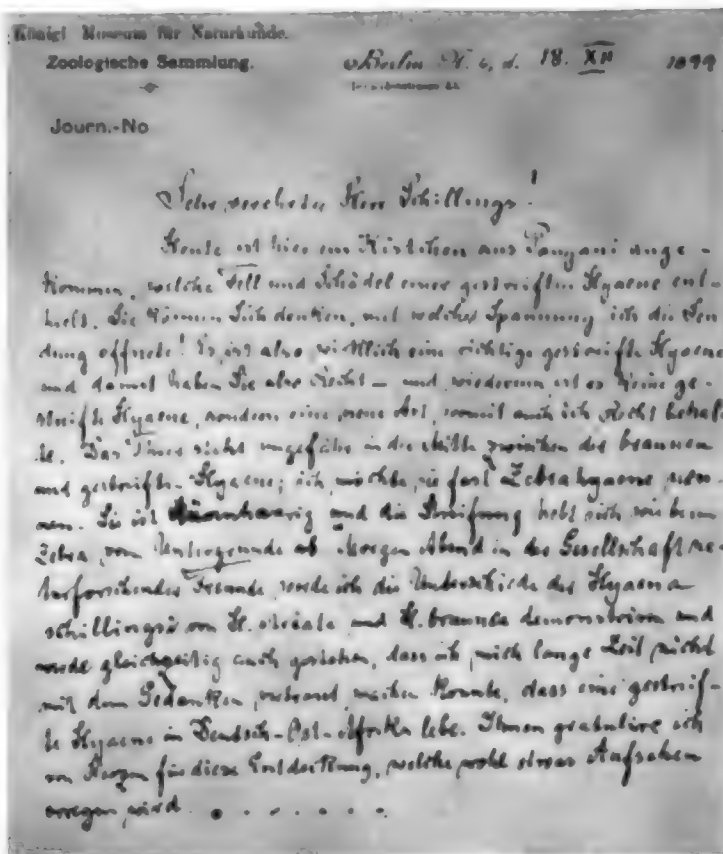 Königl Museum für Naturkunde.
Zoologische Sammlung.
Berlin N. 4, d. 18. XII 1899
Invalidenstrasse 43.
Journ.-No
Sehr verehrter Herr Schillings!
Heute ist hier ein Kistchen aus Pangani ange-
kommen, welche Fell und Schädel einer gestreiften Hyaene ent-
hielt. Sie können Sich denken, mit welcher Spannung ich die Sen-
dung öffnete! Es ist also wirklich eine richtige gestreifte Hyaene
und damit haben Sie also Recht – und wiederum ist es keine ge-
streifte Hyaene, sondern eine neue Art, womit auch ich Recht behal-
te. Das Thier steht ungefähr in der Mitte zwischen der braunen
und gestreiften Hyaene; ich möchte sie fast Zebrahyaene nen-
nen. Sie ist und die Streifung hebt sich wie beim
Zebra vom Untergrunde ab. Morgen Abend in der Gesellschaft na-
turforschender Freunde werde ich die Unterschiede der Hyaena
schillingsi von H. striata und H. brunnea demonstriren und
werde gleichzeitig auch gestehen, dass ich mich lange Zeit nicht
mit dem Gedanken vertraut machen konnte, dass eine gestreif-
te Hyaene in Deutsch-Ost-Afrika lebe. Ihnen gratulire ich
von Herzen für diese Entdeckung, welche wohl etwas Aufsehen
erregen wird . . . . . . .